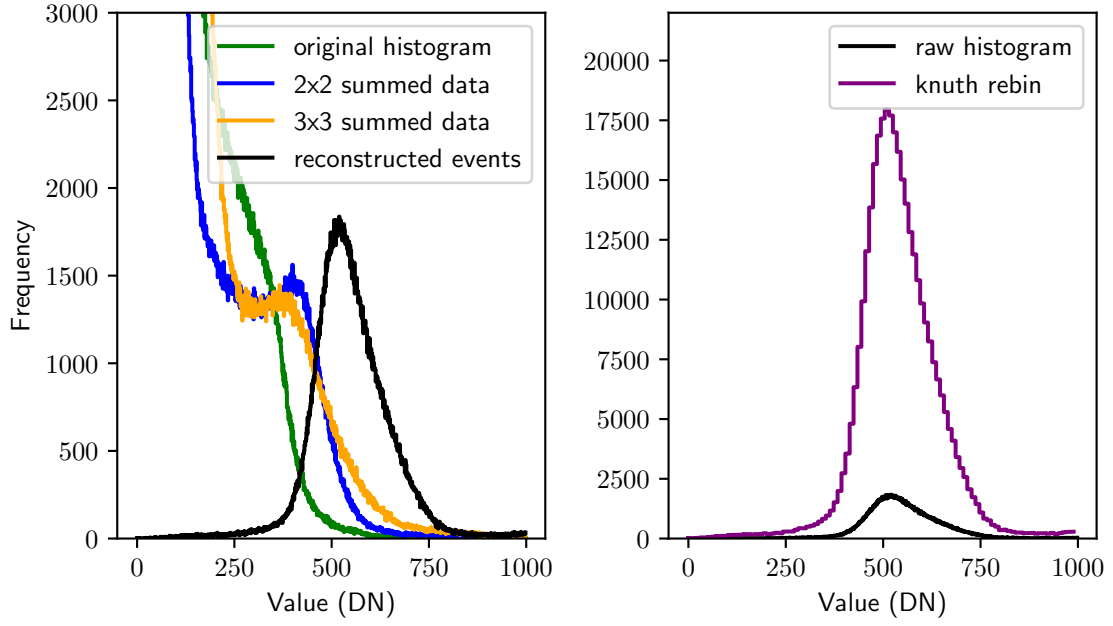 3000
2500
2000
1500
1000
500
0
Frequency
0
250
500
750
1000
Value (DN)
original histogram
2x2 summed data
3x3 summed data
reconstructed events
20000
17500
15000
12500
10000
7500
5000
2500
0
0
250
500
750
1000
Value (DN)
raw histogram
knuth rebin